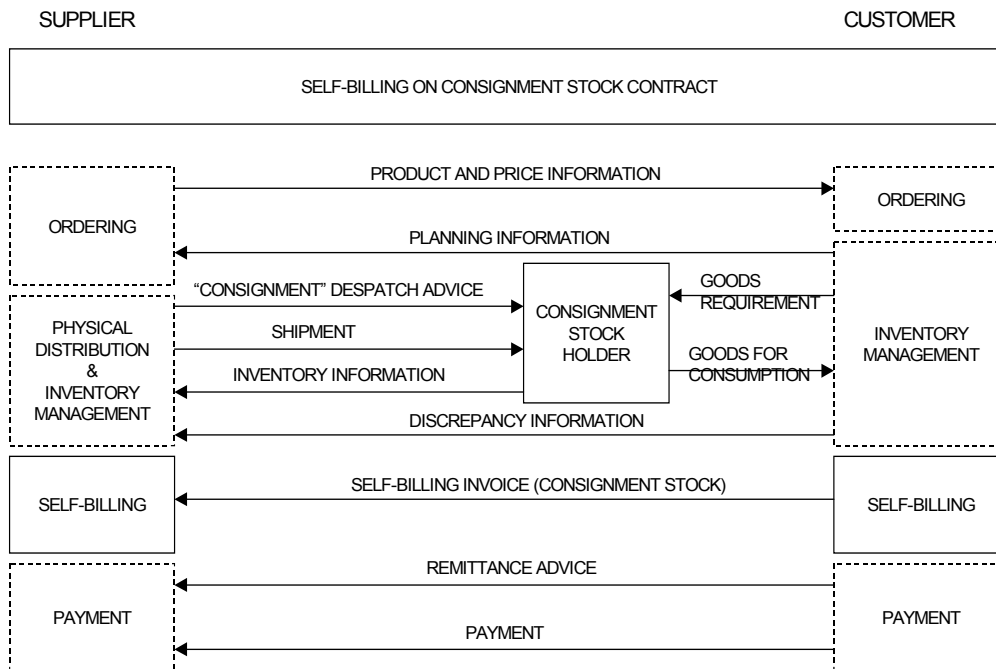 SUPPLIER
CUSTOMER
SELF-BILLING ON CONSIGNMENT STOCK CONTRACT
PRODUCT AND PRICE INFORMATION
ORDERING
ORDERING
PLANNING INFORMATION
“CONSIGNMENT” DESPATCH ADVICE
GOODS
REQUIREMENT
CONSIGNMENT
STOCK
HOLDER
PHYSICAL
DISTRIBUTION
&
INVENTORY
MANAGEMENT
SHIPMENT
INVENTORY
MANAGEMENT
GOODS FOR
CONSUMPTION
INVENTORY INFORMATION
DISCREPANCY INFORMATION
SELF-BILLING INVOICE (CONSIGNMENT STOCK)
SELF-BILLING
SELF-BILLING
REMITTANCE ADVICE
PAYMENT
PAYMENT
PAYMENT